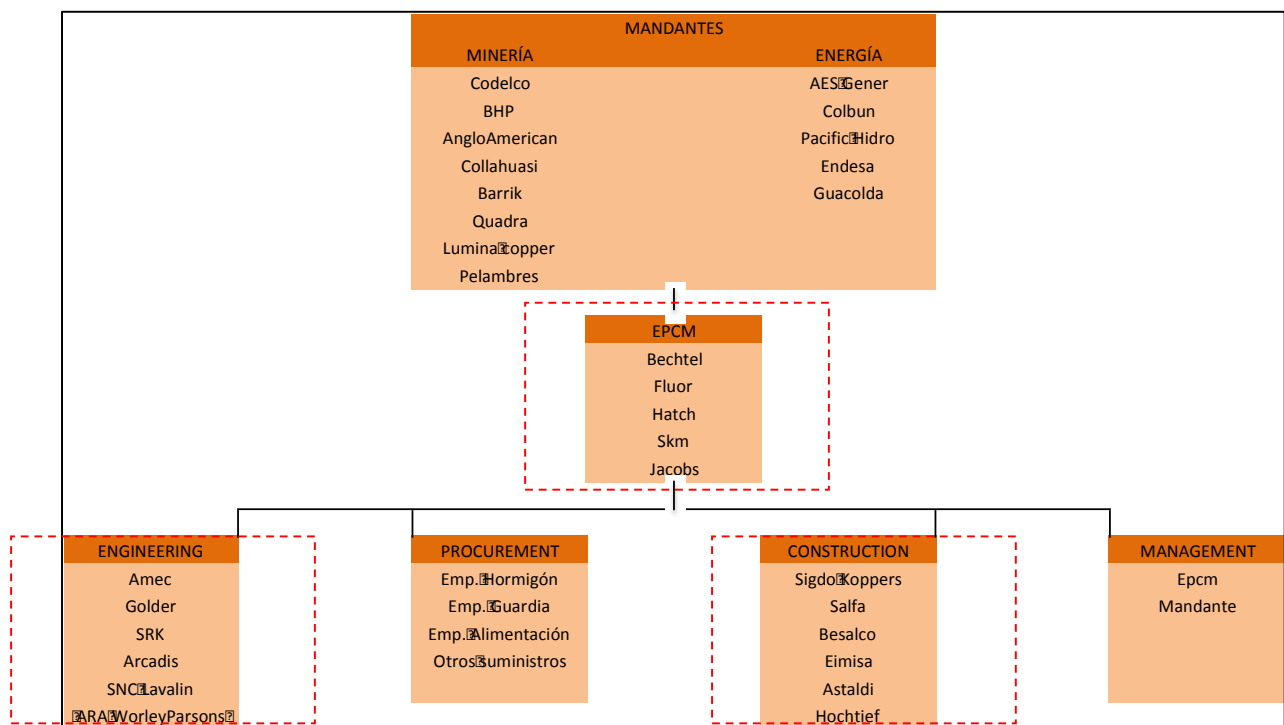 MANDANTES
MINERÍA
ENERGÍA
Codelco
AES Gener
BHP
Colbun
AngloAmerican
Pacific Hidro
Collahuasi
Endesa
Barrik
Guacolda
Quadra
Lumina copper
Pelambres
EPCM
Bechtel
Fluor
Hatch
Skm
Jacobs
ENGINEERING
Amec
Golder
SRK
Arcadis
SNC Lavalin
ARA WorleyParsons
PROCUREMENT
Emp. Hormigón
Emp. Guardia
Emp. Alimentación
Otros suministros
CONSTRUCTION
Sigdo Koppers
Salfa
Besalco
Eimisa
Astaldi
Hochtief
MANAGEMENT
Epcm
Mandante